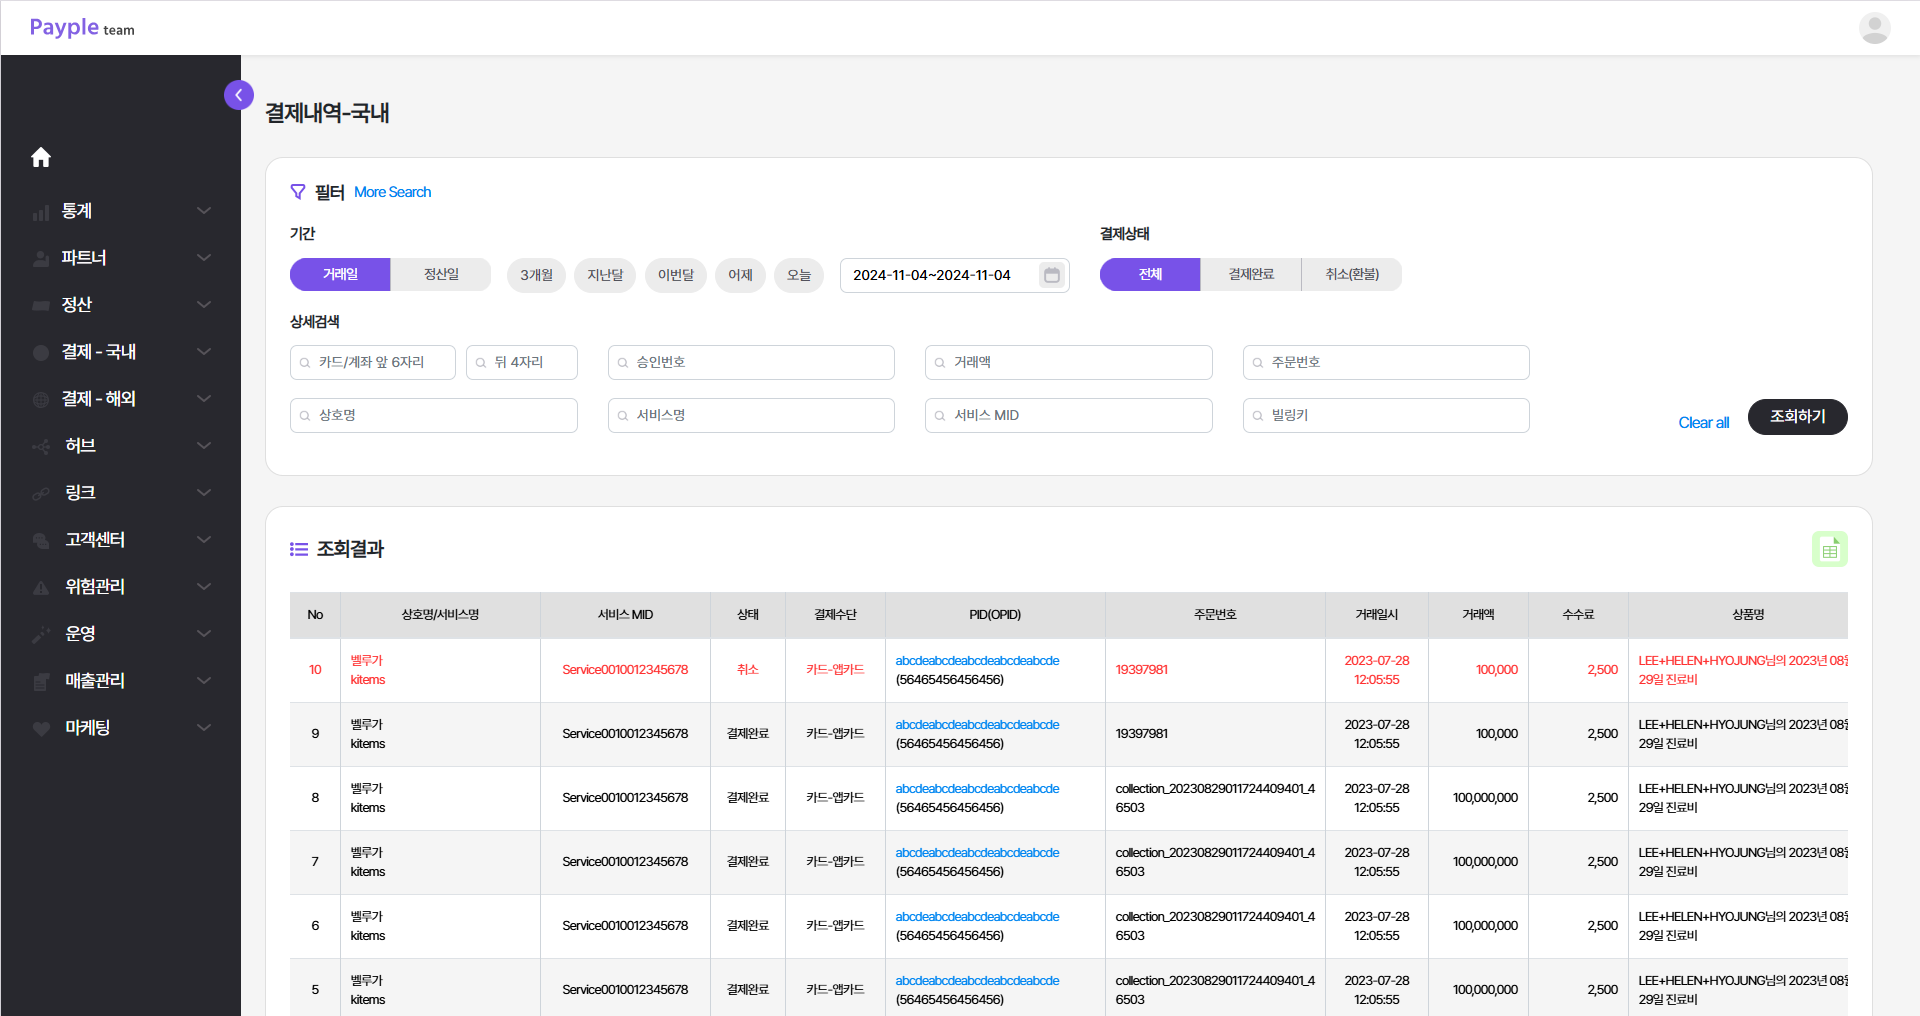 Payple team
결제내역-국내
통계
파트너
정산
결제 - 국내
결제 - 해외
허브
링크
고객센터
위험관리
운영
매출관리
마케팅
필터 More Search
기간
거래일 정산일 3개월 지난달 이번달 어제 오늘 2024-11-04~2024-11-04
결제상태
전체 결제완료 취소(환불)
상세검색
카드/계좌 앞 6자리 뒤 4자리 승인번호 거래액 주문번호
상호명 서비스명 서비스 MID 빌링키
Clear all 조회하기
조회결과
No 상호명/서비스명 서비스 MID 상태 결제수단 PID(OPID) 주문번호 거래일시 거래액 수수료 상품명
10 벨루가 kitems Service0010012345678 취소 카드-앱카드 abcdeabcdeabcdeabcdeabcde (56465456456456) 19397981 2023-07-28 12:05:55 100,000 2,500 LEE+HELEN+HYOJUNG님의 2023년 08월 29일 진료비
9 벨루가 kitems Service0010012345678 결제완료 카드-앱카드 abcdeabcdeabcdeabcdeabcde (56465456456456) 19397981 2023-07-28 12:05:55 100,000 2,500 LEE+HELEN+HYOJUNG님의 2023년 08월 29일 진료비
8 벨루가 kitems Service0010012345678 결제완료 카드-앱카드 abcdeabcdeabcdeabcdeabcde (56465456456456) collection_20230829011724409401_46503 2023-07-28 12:05:55 100,000,000 2,500 LEE+HELEN+HYOJUNG님의 2023년 08월 29일 진료비
7 벨루가 kitems Service0010012345678 결제완료 카드-앱카드 abcdeabcdeabcdeabcdeabcde (56465456456456) collection_20230829011724409401_46503 2023-07-28 12:05:55 100,000,000 2,500 LEE+HELEN+HYOJUNG님의 2023년 08월 29일 진료비
6 벨루가 kitems Service0010012345678 결제완료 카드-앱카드 abcdeabcdeabcdeabcdeabcde (56465456456456) collection_20230829011724409401_46503 2023-07-28 12:05:55 100,000,000 2,500 LEE+HELEN+HYOJUNG님의 2023년 08월 29일 진료비
5 벨루가 kitems Service0010012345678 결제완료 카드-앱카드 abcdeabcdeabcdeabcdeabcde (56465456456456) collection_20230829011724409401_46503 2023-07-28 12:05:55 100,000,000 2,500 LEE+HELEN+HYOJUNG님의 2023년 08월 29일 진료비